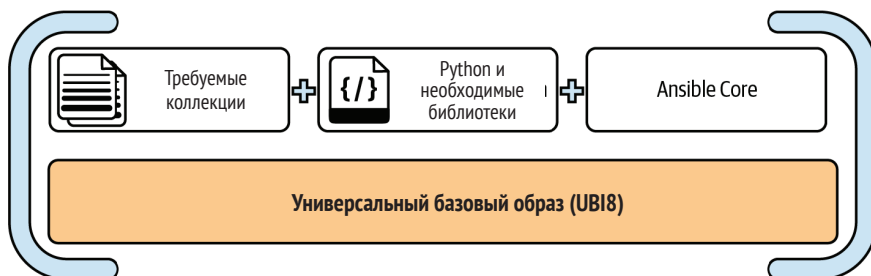 Требуемые
коллекции
{/}
Python и
необходимые
библиотеки
Ansible Core
Универсальный базовый образ (UBI8)